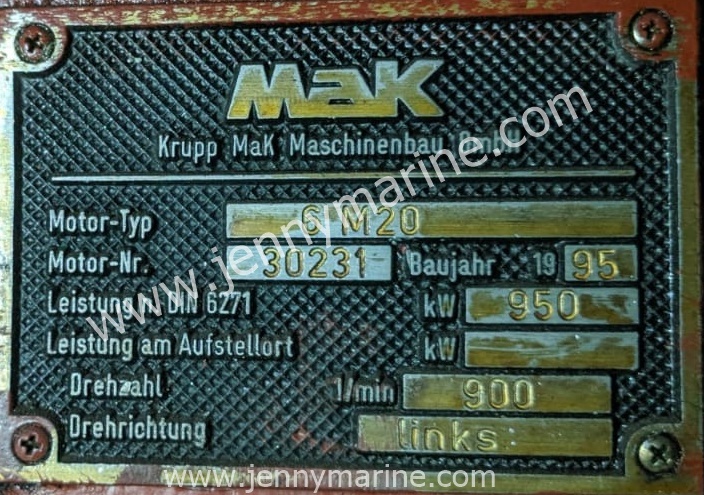 MaK
Krupp MaK Maschinenbau GmbH
Motor-Typ 6 M20
Motor-Nr. 30231 Baujahr 19 95
Leistung n. DIN 6271 kW 950
Leistung am Aufstellort kW
Drehzahl 1/min 900
Drehrichtung links
www.jennymarine.com
www.jennymarine.com